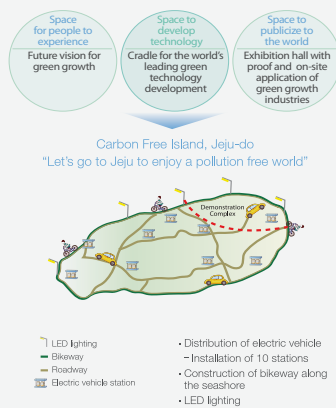 Space
for people to
experience
Future vision for
green growth
Space to
develop
technology
Cradle for the world's
leading green
technology
development
Space to
publicize to
the world
Exhibition hall with
proof and on-site
application of
green growth
industries
Carbon Free Island, Jeju-do
"Let's go to Jeju to enjoy a pollution free world"
Demonstration
Complex
LED lighting
Bikeway
Roadway
Electric vehicle station
• Distribution of electric vehicle
– Installation of 10 stations
• Construction of bikeway along
the seashore
• LED lighting